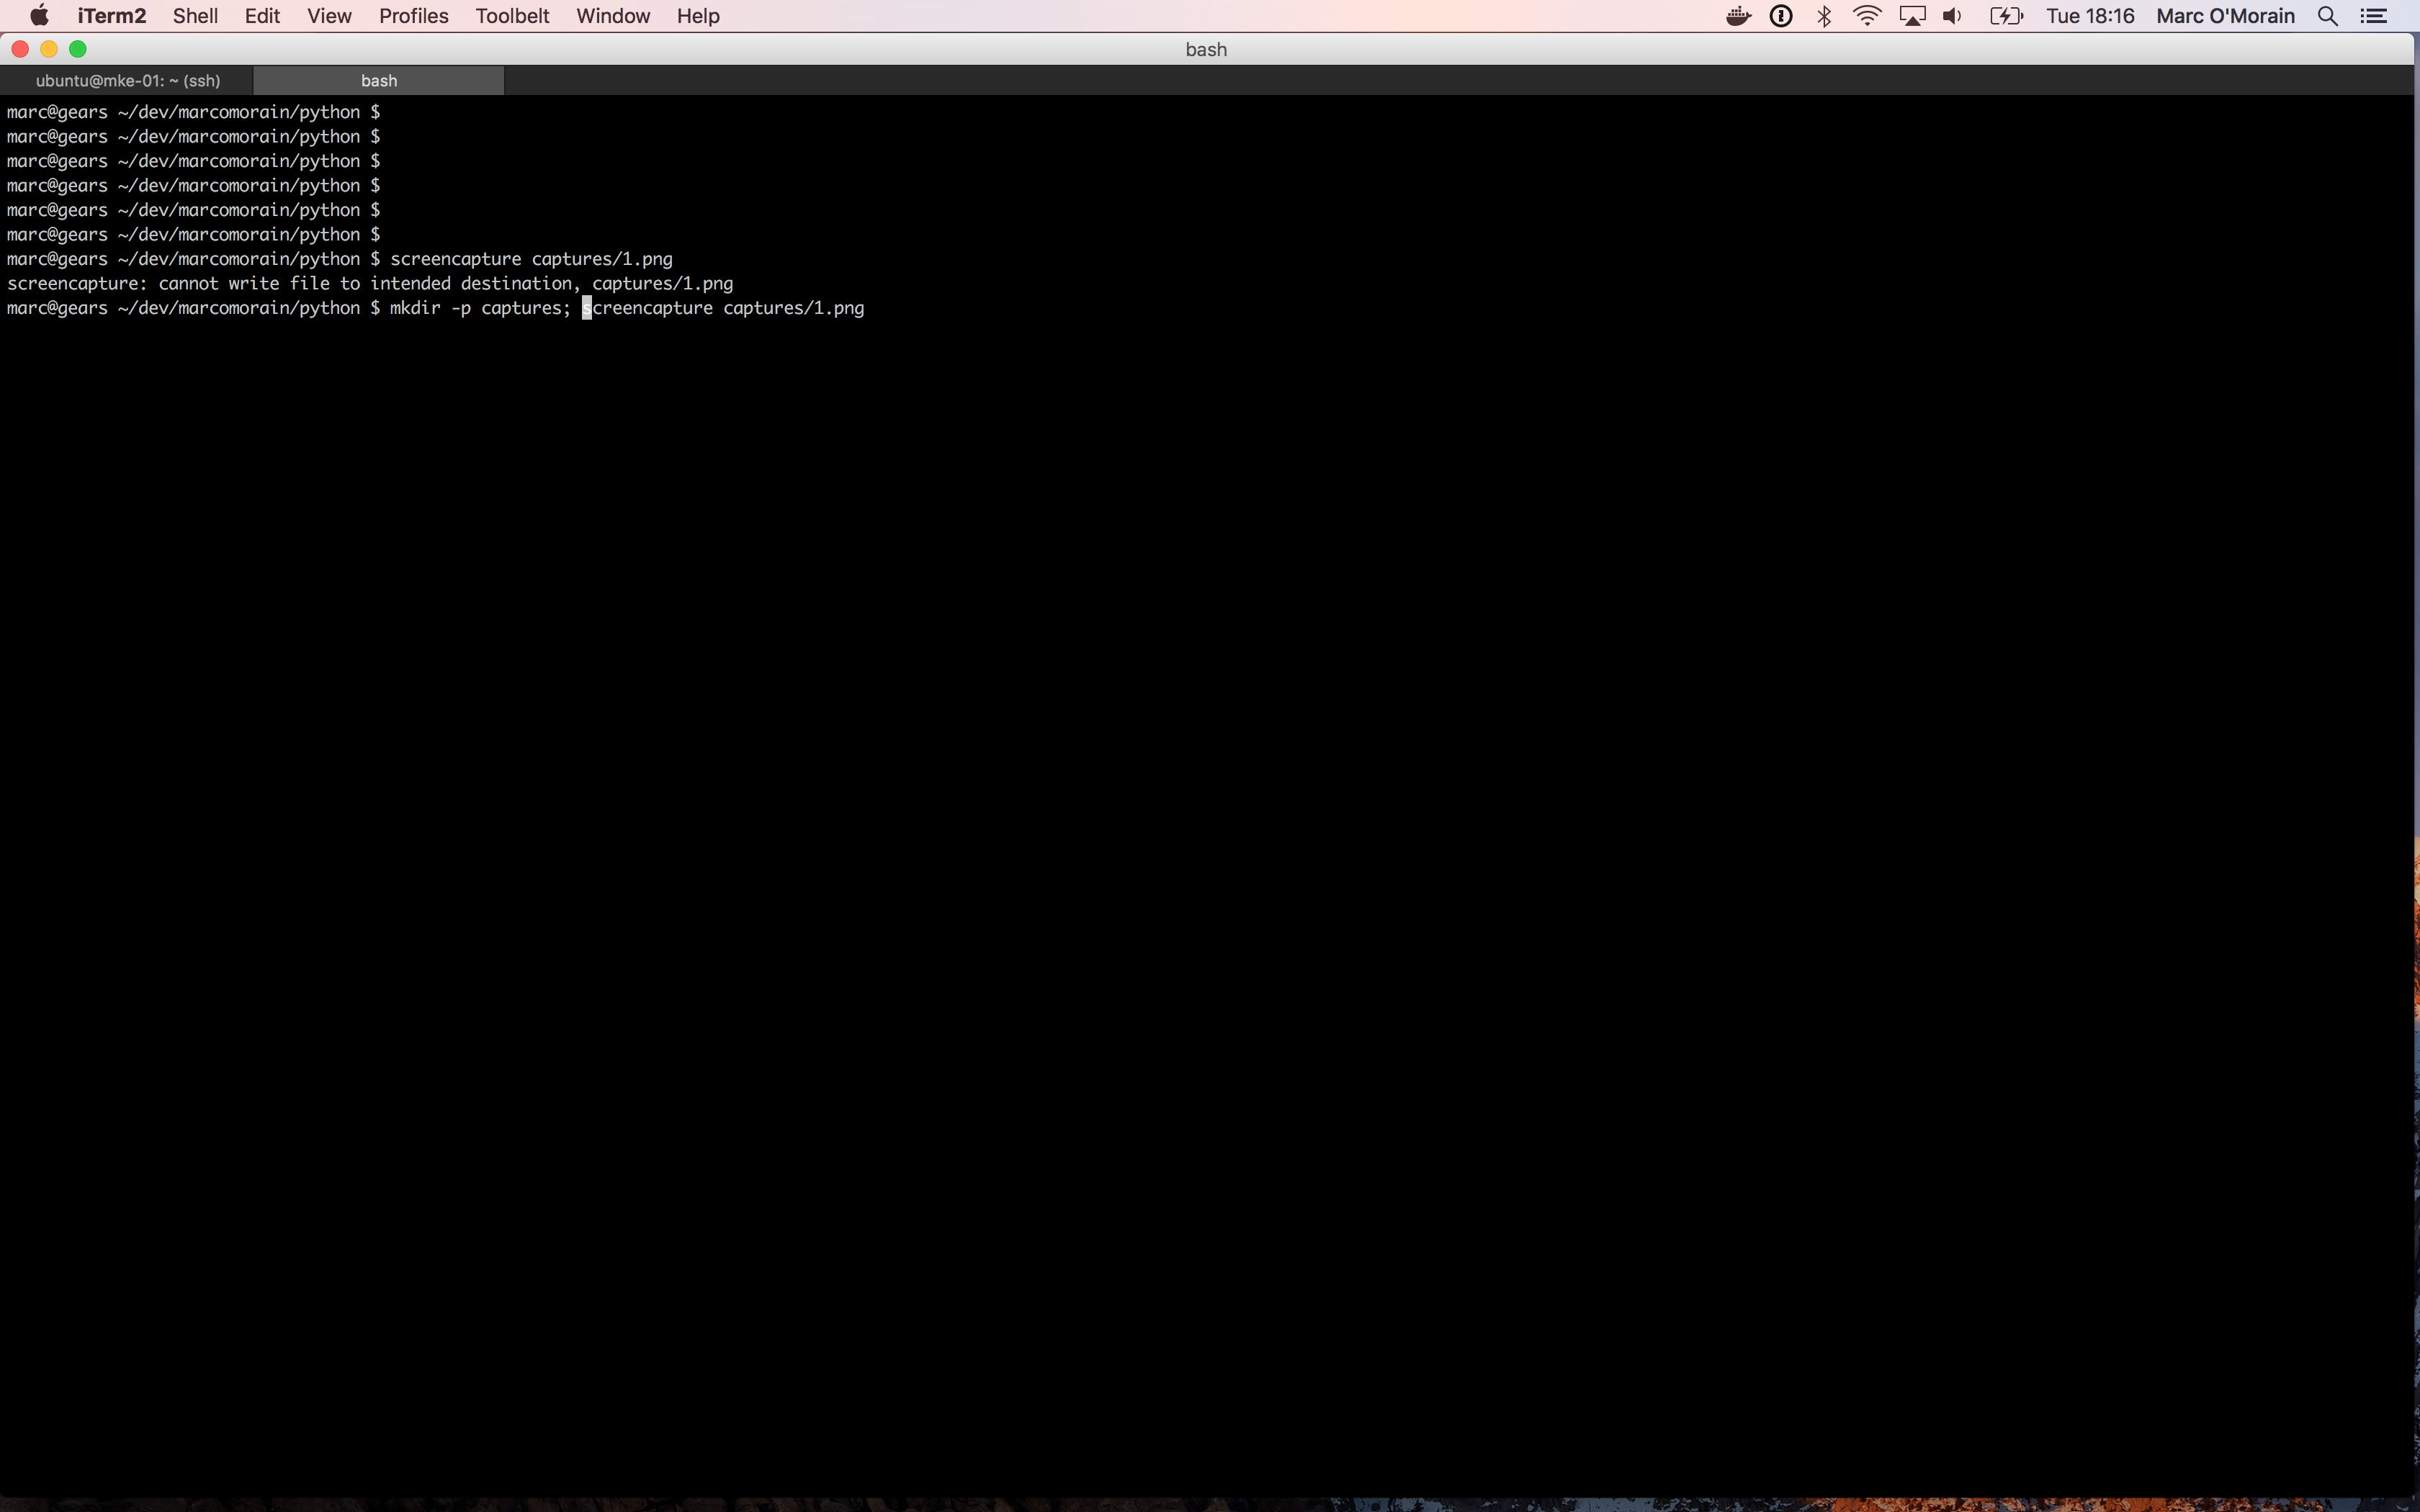 iTerm2 Shell Edit View Profiles Toolbelt Window Help Tue 18:16 Marc O'Morain
bash
ubuntu@mke-01: ~ (ssh) bash
marc@gears ~/dev/marcomorain/python $
marc@gears ~/dev/marcomorain/python $
marc@gears ~/dev/marcomorain/python $
marc@gears ~/dev/marcomorain/python $
marc@gears ~/dev/marcomorain/python $
marc@gears ~/dev/marcomorain/python $
marc@gears ~/dev/marcomorain/python $ screencapture captures/1.png
screencapture: cannot write file to intended destination, captures/1.png
marc@gears ~/dev/marcomorain/python $ mkdir -p captures; screencapture captures/1.png